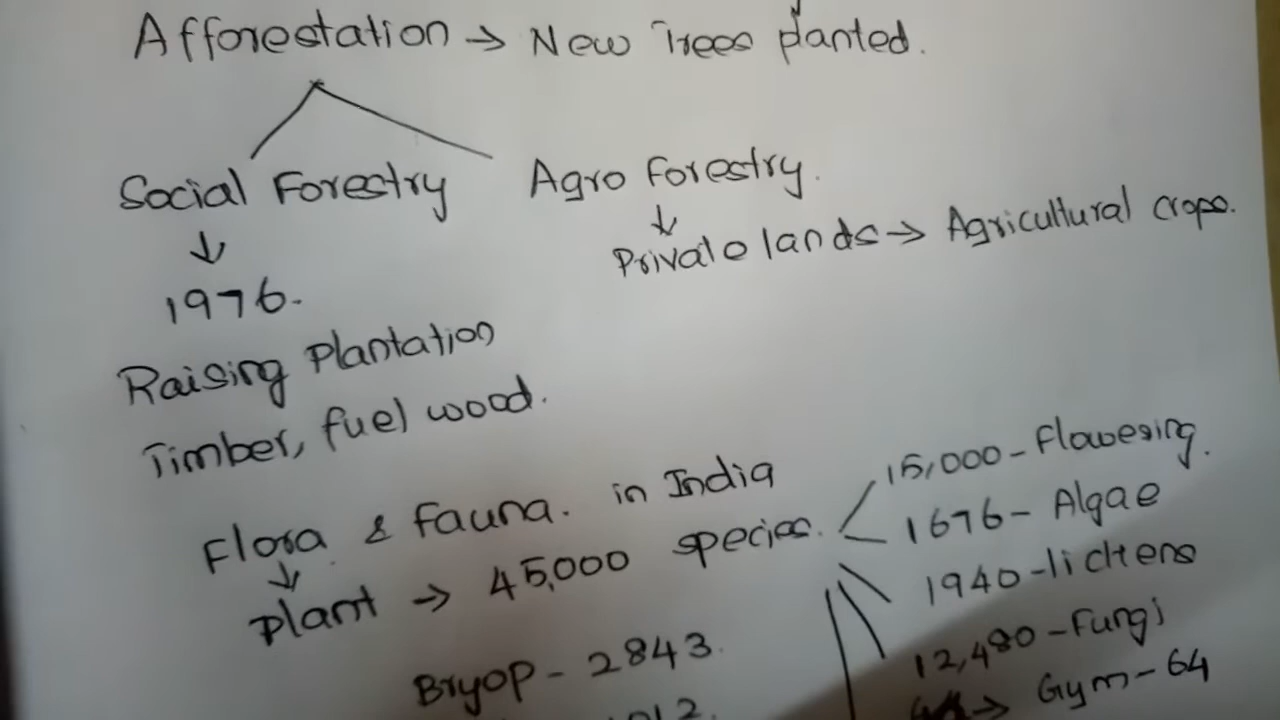 Afforestation → New Trees planted.
Social Forestry
Agro Forestry.
↓
1976.
↓
Private lands → Agricultural crops.
Raising Plantation
Timber, fuel wood.
Flora & Fauna. in India
↓
Plant → 45,000 species.
15,000 - Flowering.
1676 - Algae
1940 - lichens
12,480 - Fungi
→ Gym - 64
Bryop - 2843.